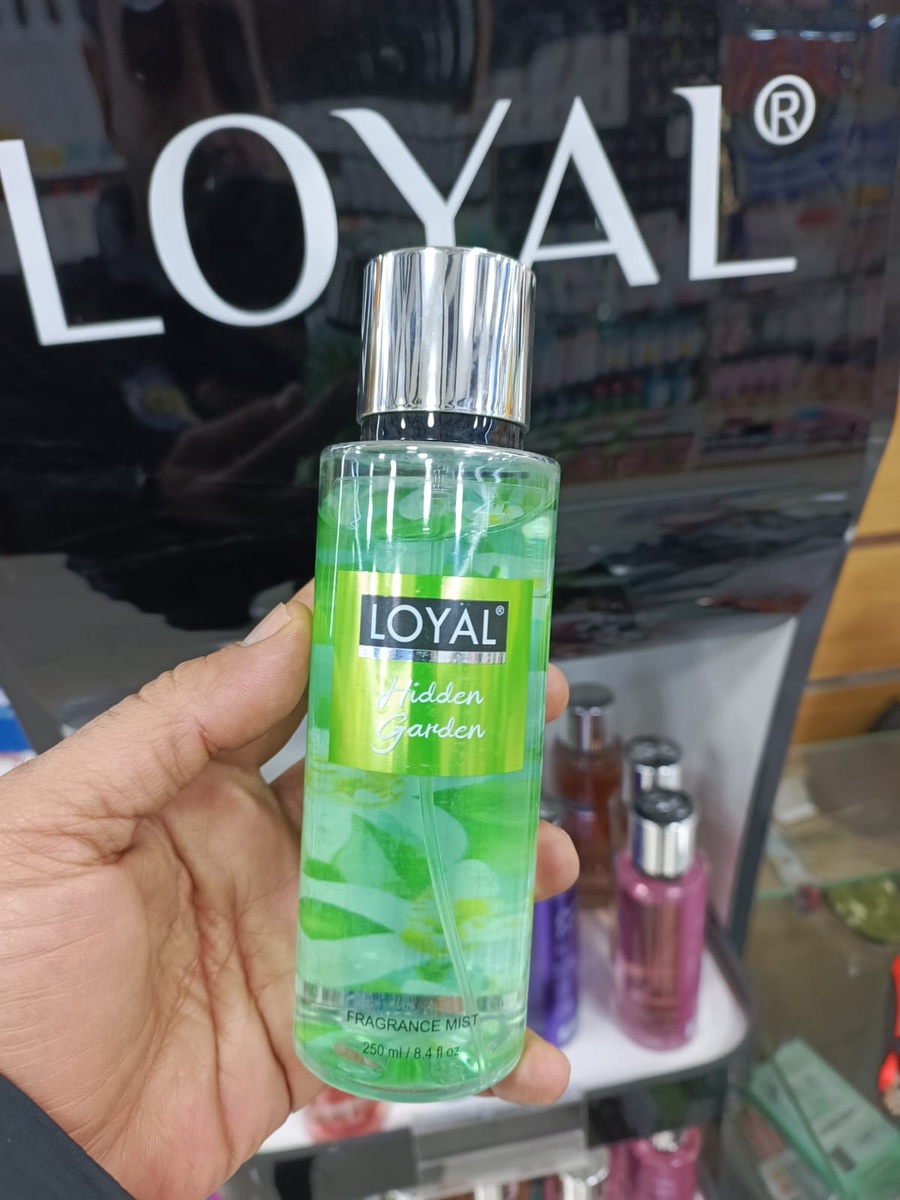 LOYAL®
LOYAL®
Hidden
Garden
FRAGRANCE MIST
250 ml / 8.4 fl oz